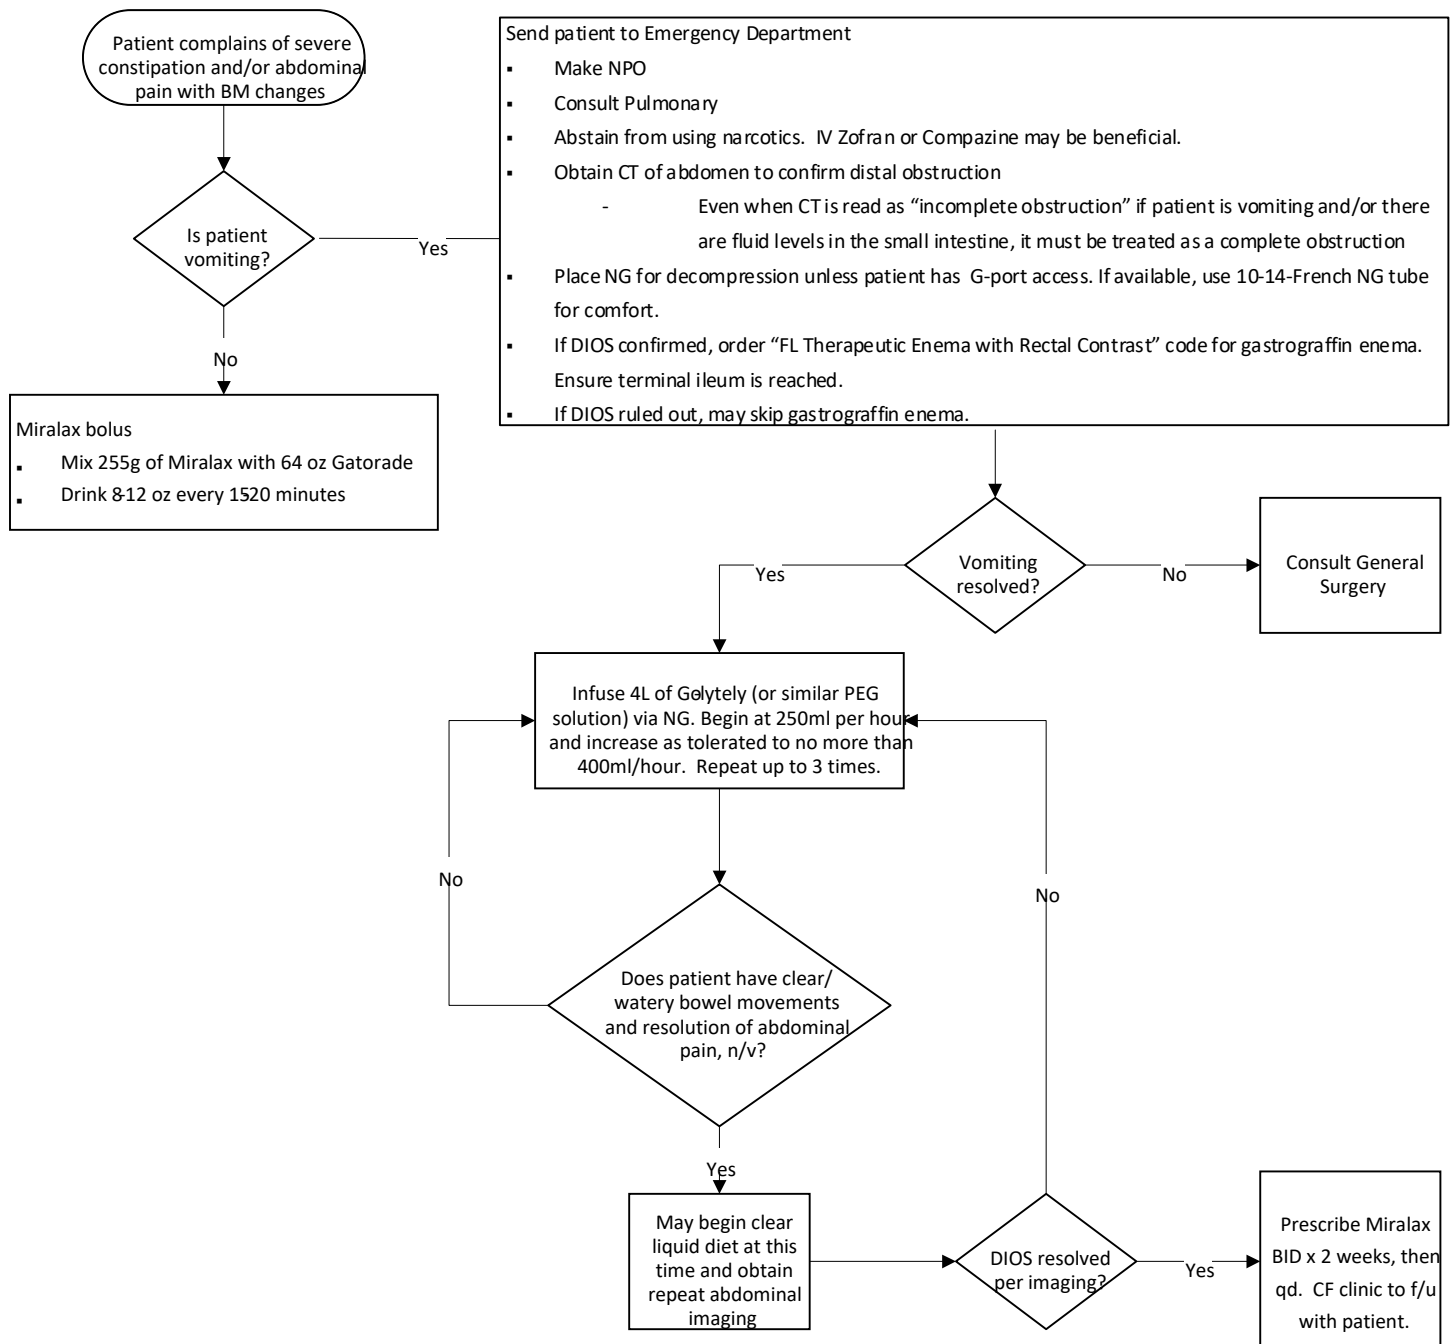 Patient complains of severe
constipation and/or abdominal
pain with BM changes
Send patient to Emergency Department
▪ Make NPO
▪ Consult Pulmonary
▪ Abstain from using narcotics.  IV Zofran or Compazine may be beneficial.
▪ Obtain CT of abdomen to confirm distal obstruction
- Even when CT is read as “incomplete obstruction” if patient is vomiting and/or there
are fluid levels in the small intestine, it must be treated as a complete obstruction
▪ Place NG for decompression unless patient has  G-port access. If available, use 10-14-French NG tube
for comfort.
▪ If DIOS confirmed, order “FL Therapeutic Enema with Rectal Contrast” code for gastrograffin enema.
Ensure terminal ileum is reached.
▪ If DIOS ruled out, may skip gastrograffin enema.
Is patient
vomiting?
Yes
No
Miralax bolus
▪ Mix 255g of Miralax with 64 oz Gatorade
▪ Drink 8-12 oz every 15-20 minutes
Vomiting
resolved?
Yes
No
Consult General
Surgery
Infuse 4L of Golytely (or similar PEG
solution) via NG. Begin at 250ml per hour
and increase as tolerated to no more than
400ml/hour.  Repeat up to 3 times.
No
No
Does patient have clear/
watery bowel movements
and resolution of abdominal
pain, n/v?
Yes
May begin clear
liquid diet at this
time and obtain
repeat abdominal
imaging
DIOS resolved
per imaging?
Yes
Prescribe Miralax
BID x 2 weeks, then
qd.  CF clinic to f/u
with patient.